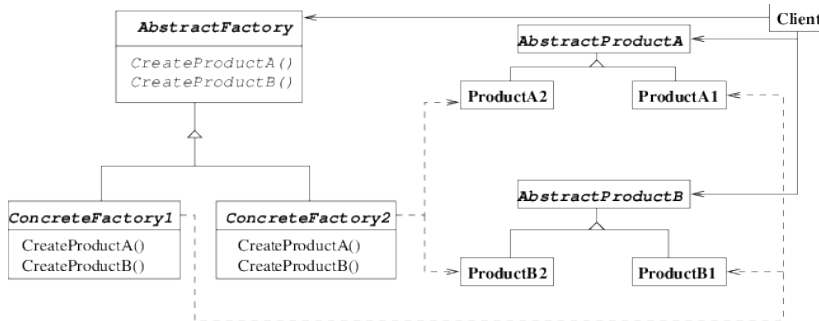 AbstractFactory
CreateProductA()
CreateProductB()
Client
AbstractProductA
ProductA2
ProductA1
ConcreteFactory1
CreateProductA()
CreateProductB()
ConcreteFactory2
CreateProductA()
CreateProductB()
AbstractProductB
ProductB2
ProductB1